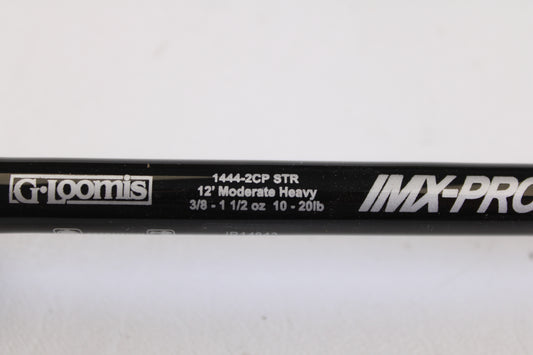 G·Loomis
1444-2CP STR
12' Moderate Heavy
3/8 - 1 1/2 oz 10 - 20lb
IMX-PRO